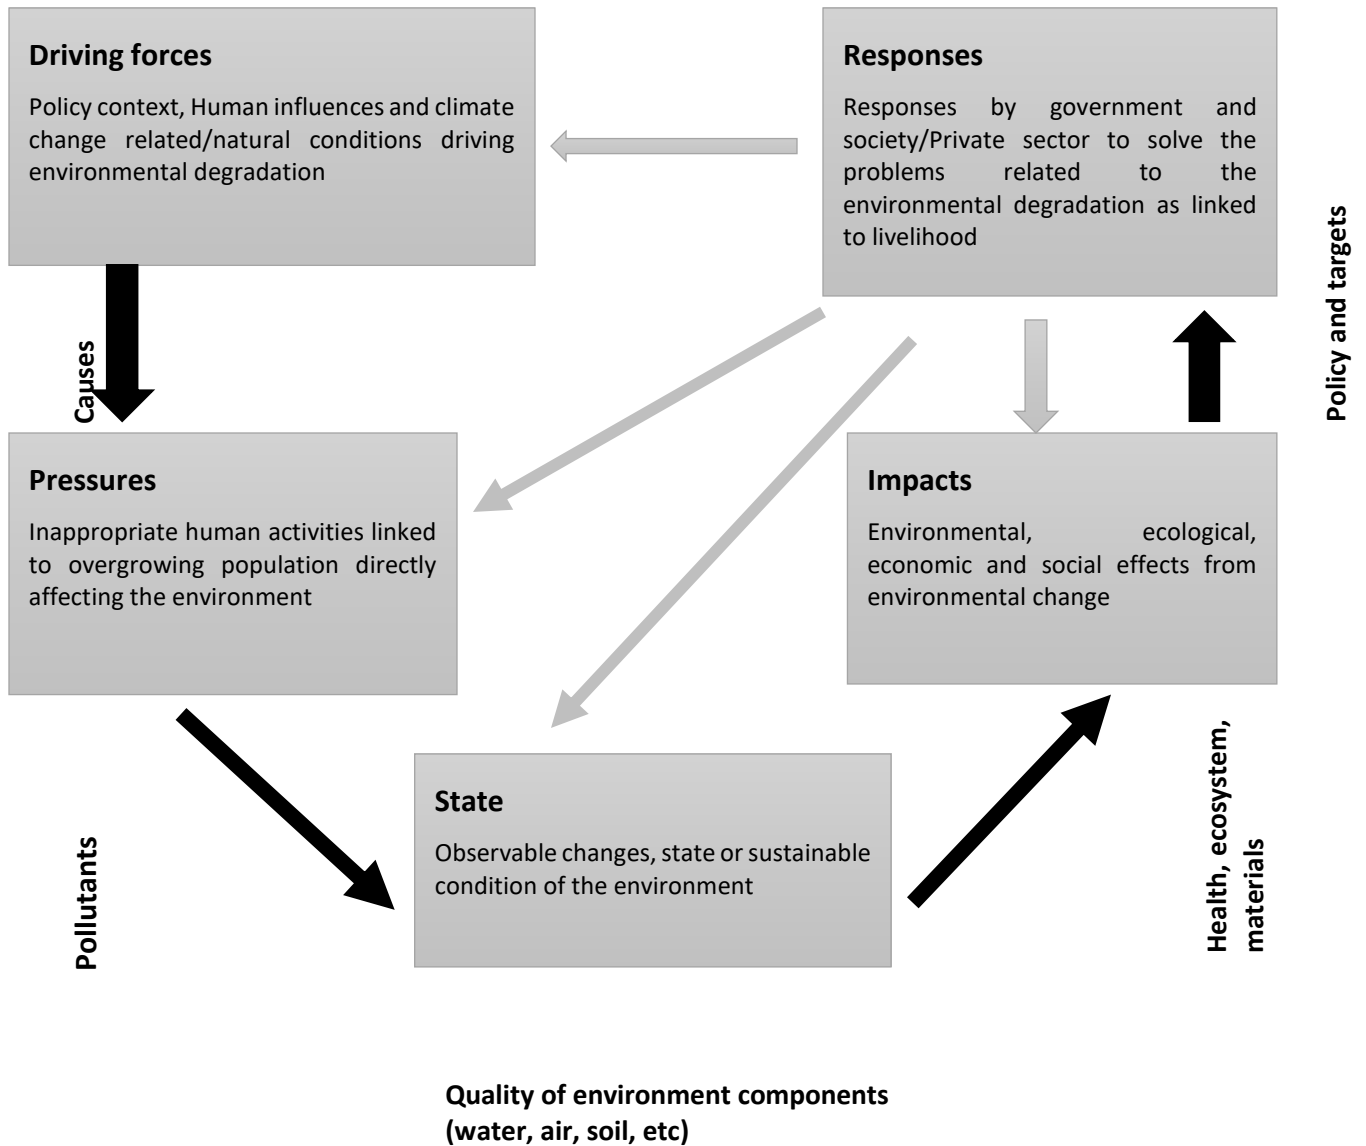 Driving forces
Policy context, Human influences and climate
change related/natural conditions driving
environmental degradation
Responses
Responses by government and
society/Private sector to solve the
problems related to the
environmental degradation as linked
to livelihood
Policy and targets
Causes
Pressures
Inappropriate human activities linked
to overgrowing population directly
affecting the environment
Impacts
Environmental, ecological,
economic and social effects from
environmental change
State
Observable changes, state or sustainable
condition of the environment
Pollutants
Health, ecosystem,
materials
Quality of environment components
(water, air, soil, etc)